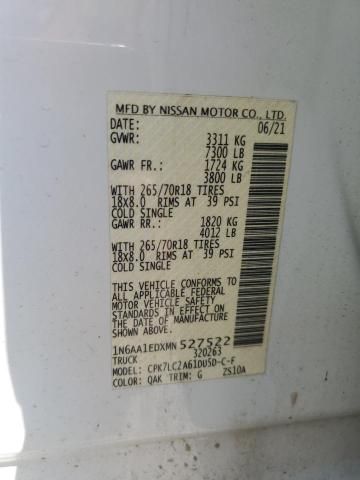 MFD BY NISSAN MOTOR CO., LTD.
DATE: 06/21
GVWR: 3311 KG
7300 LB
GAWR FR.: 1724 KG
3800 LB
WITH 265/70R18 TIRES
18x8.0 RIMS AT 39 PSI
COLD SINGLE
GAWR RR.: 1820 KG
4012 LB
WITH 265/70R18 TIRES
18x8.0 RIMS AT 39 PSI
COLD SINGLE
THIS VEHICLE CONFORMS TO
ALL APPLICABLE FEDERAL
MOTOR VEHICLE SAFETY
STANDARDS IN EFFECT ON THE
DATE OF MANUFACTURE SHOWN
ABOVE.
1N6AA1EDXMN527522
TRUCK 320263
MODEL: CPK7LC2A61DU5D-C-F
COLOR: QAK TRIM: G ZS10A